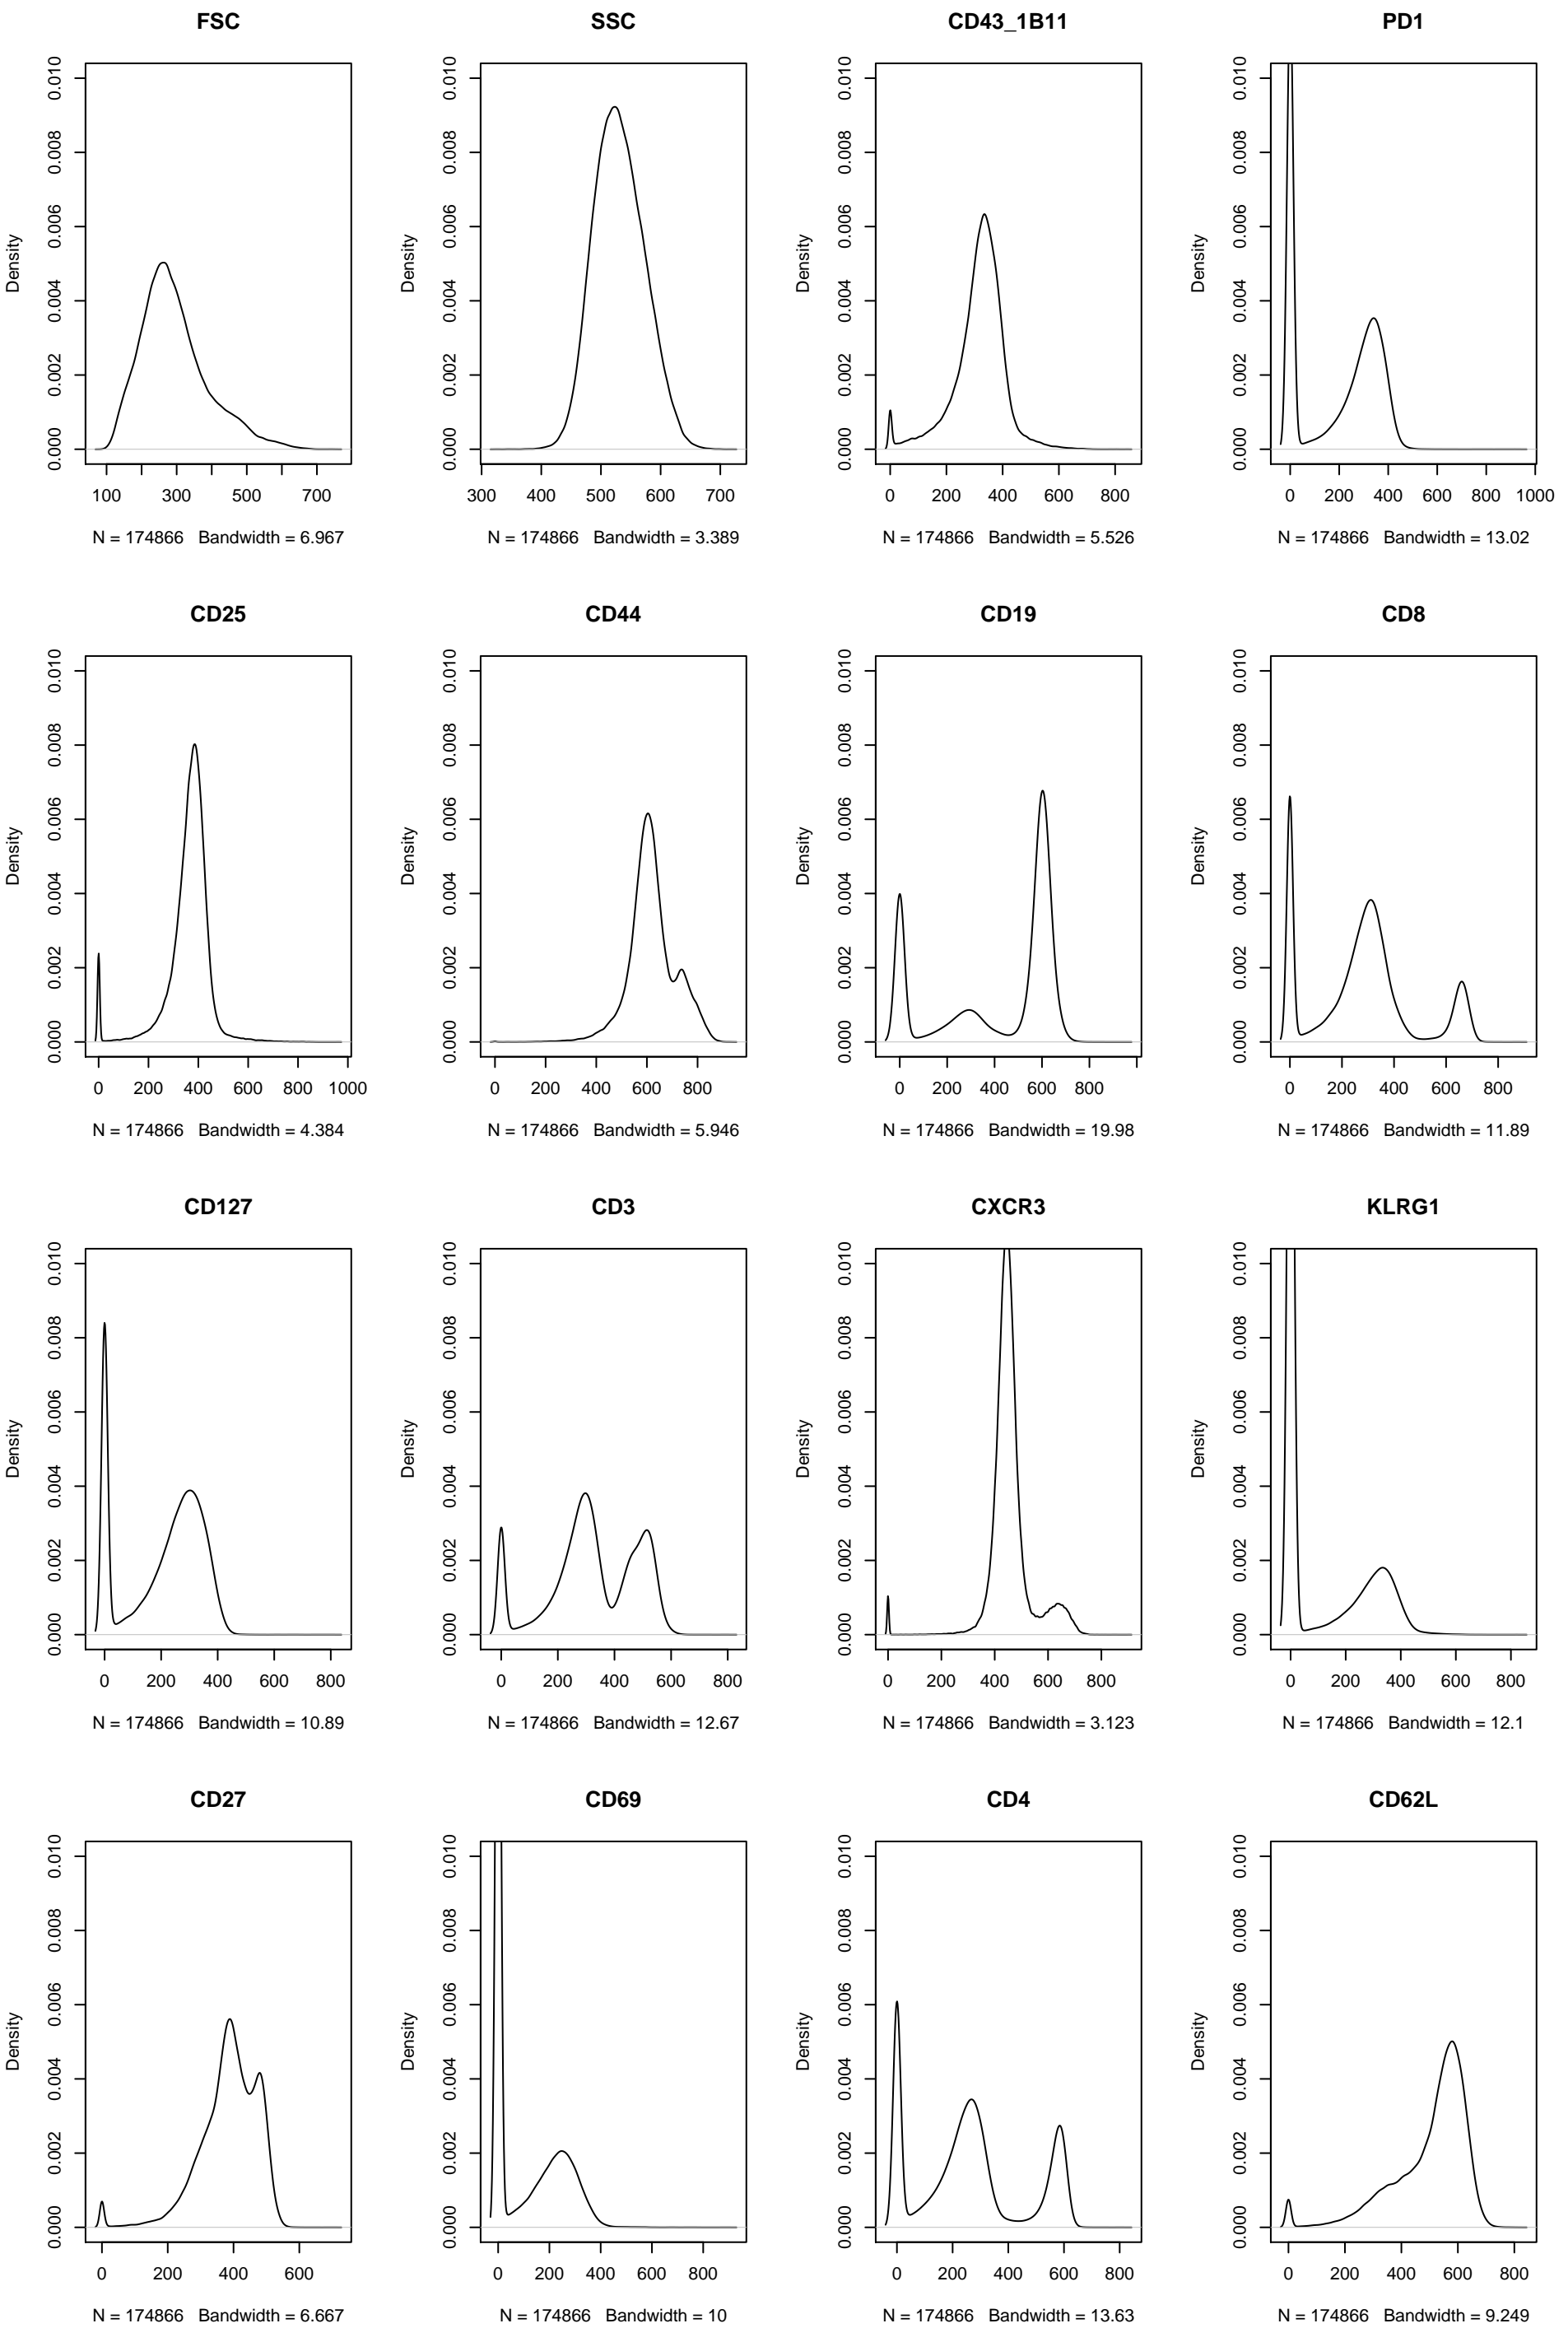 FSC SSC CD43_1B11 PD1
Density Density Density Density
0.000 0.002 0.004 0.006 0.008 0.010
0.000 0.002 0.004 0.006 0.008 0.010
0.000 0.002 0.004 0.006 0.008 0.010
0.000 0.002 0.004 0.006 0.008 0.010
100 300 500 700
300 400 500 600 700
0 200 400 600 800
0 200 400 600 800 1000
N = 174866 Bandwidth = 6.967
N = 174866 Bandwidth = 3.389
N = 174866 Bandwidth = 5.526
N = 174866 Bandwidth = 13.02
CD25 CD44 CD19 CD8
Density Density Density Density
0.000 0.002 0.004 0.006 0.008 0.010
0.000 0.002 0.004 0.006 0.008 0.010
0.000 0.002 0.004 0.006 0.008 0.010
0.000 0.002 0.004 0.006 0.008 0.010
0 200 400 600 800 1000
0 200 400 600 800
0 200 400 600 800
0 200 400 600 800
N = 174866 Bandwidth = 4.384
N = 174866 Bandwidth = 5.946
N = 174866 Bandwidth = 19.98
N = 174866 Bandwidth = 11.89
CD127 CD3 CXCR3 KLRG1
Density Density Density Density
0.000 0.002 0.004 0.006 0.008 0.010
0.000 0.002 0.004 0.006 0.008 0.010
0.000 0.002 0.004 0.006 0.008 0.010
0.000 0.002 0.004 0.006 0.008 0.010
0 200 400 600 800
0 200 400 600 800
0 200 400 600 800
0 200 400 600 800
N = 174866 Bandwidth = 10.89
N = 174866 Bandwidth = 12.67
N = 174866 Bandwidth = 3.123
N = 174866 Bandwidth = 12.1
CD27 CD69 CD4 CD62L
Density Density Density Density
0.000 0.002 0.004 0.006 0.008 0.010
0.000 0.002 0.004 0.006 0.008 0.010
0.000 0.002 0.004 0.006 0.008 0.010
0.000 0.002 0.004 0.006 0.008 0.010
0 200 400 600
0 200 400 600 800
0 200 400 600 800
0 200 400 600 800
N = 174866 Bandwidth = 6.667
N = 174866 Bandwidth = 10
N = 174866 Bandwidth = 13.63
N = 174866 Bandwidth = 9.249